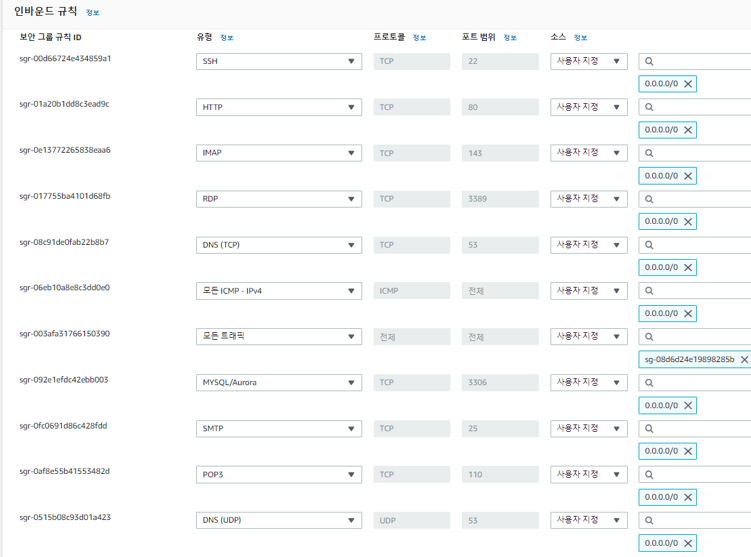 인바운드 규칙 정보
보안 그룹 규칙 ID 유형 정보 프로토콜 정보 포트 범위 정보 소스 정보
sgr-00d66724e434859a1 SSH TCP 22 사용자 지정
0.0.0.0/0
sgr-01a20b1dd8c3ead9c HTTP TCP 80 사용자 지정
0.0.0.0/0
sgr-0e13772265838eaa6 IMAP TCP 143 사용자 지정
0.0.0.0/0
sgr-017755ba4101d68fb RDP TCP 3389 사용자 지정
0.0.0.0/0
sgr-08c91de0fab22b8b7 DNS (TCP) TCP 53 사용자 지정
0.0.0.0/0
sgr-06eb10a8e8c3dd0e0 모든 ICMP - IPv4 ICMP 전체 사용자 지정
0.0.0.0/0
sgr-003afa31766150390 모든 트래픽 전체 전체 사용자 지정
sg-08d6d24e19898285b
sgr-092e1efdc42ebb003 MYSQL/Aurora TCP 3306 사용자 지정
0.0.0.0/0
sgr-0fc0691d86c428fdd SMTP TCP 25 사용자 지정
0.0.0.0/0
sgr-0af8e55b41553482d POP3 TCP 110 사용자 지정
0.0.0.0/0
sgr-0515b08c93d01a423 DNS (UDP) UDP 53 사용자 지정
0.0.0.0/0